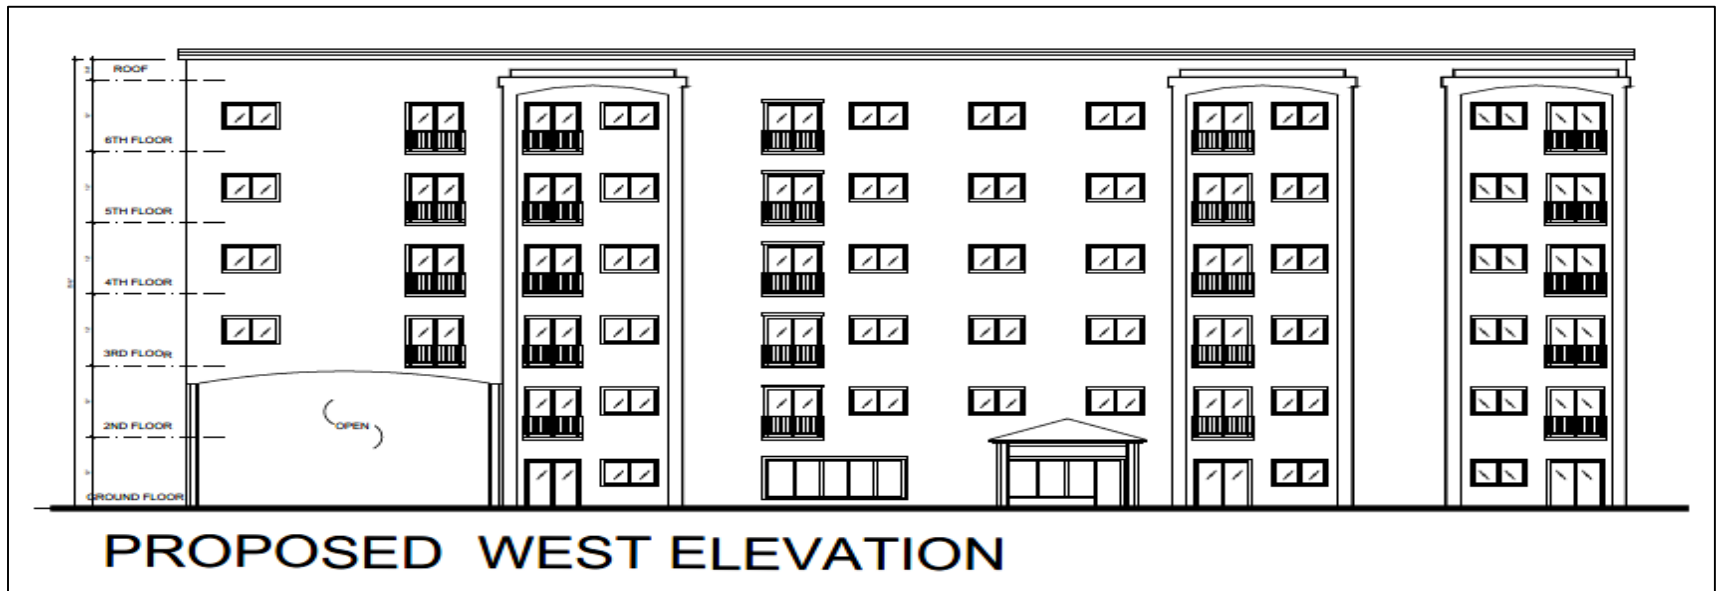 ROOF
6TH FLOOR
5TH FLOOR
4TH FLOOR
3RD FLOOR
2ND FLOOR
OPEN
GROUND FLOOR
PROPOSED WEST ELEVATION